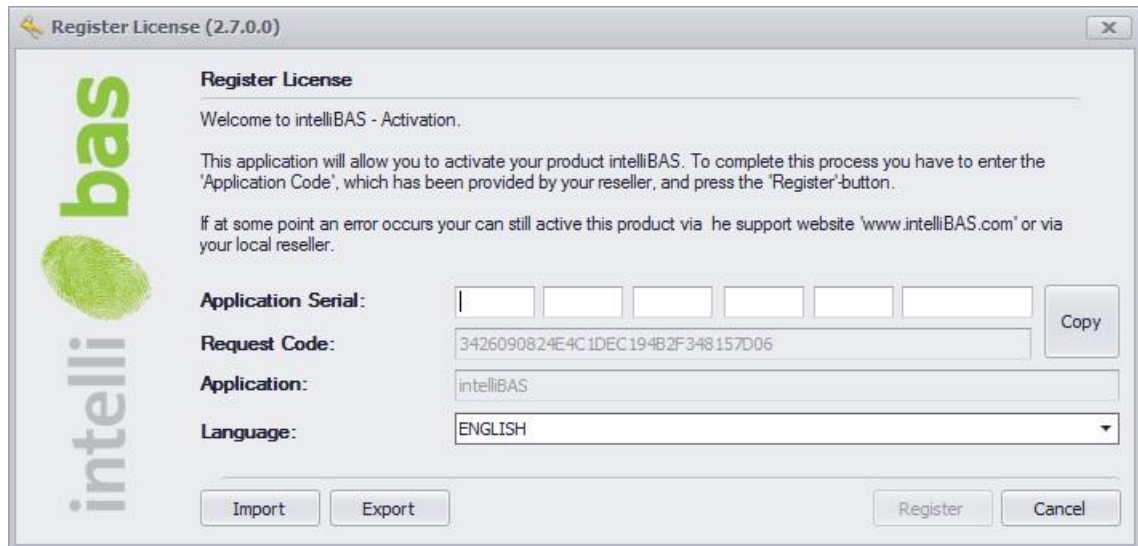 Register License (2.7.0.0)
intelli bas
Register License
Welcome to intelliBAS - Activation.
This application will allow you to activate your product intelliBAS. To complete this process you have to enter the
'Application Code', which has been provided by your reseller, and press the 'Register'-button.
If at some point an error occurs your can still active this product via  he support website 'www.intelliBAS.com' or via
your local reseller.
Application Serial:
Copy
Request Code: 3426090824E4C1DEC194B2F348157D06
Application: intelliBAS
Language: ENGLISH
Import Export Register Cancel